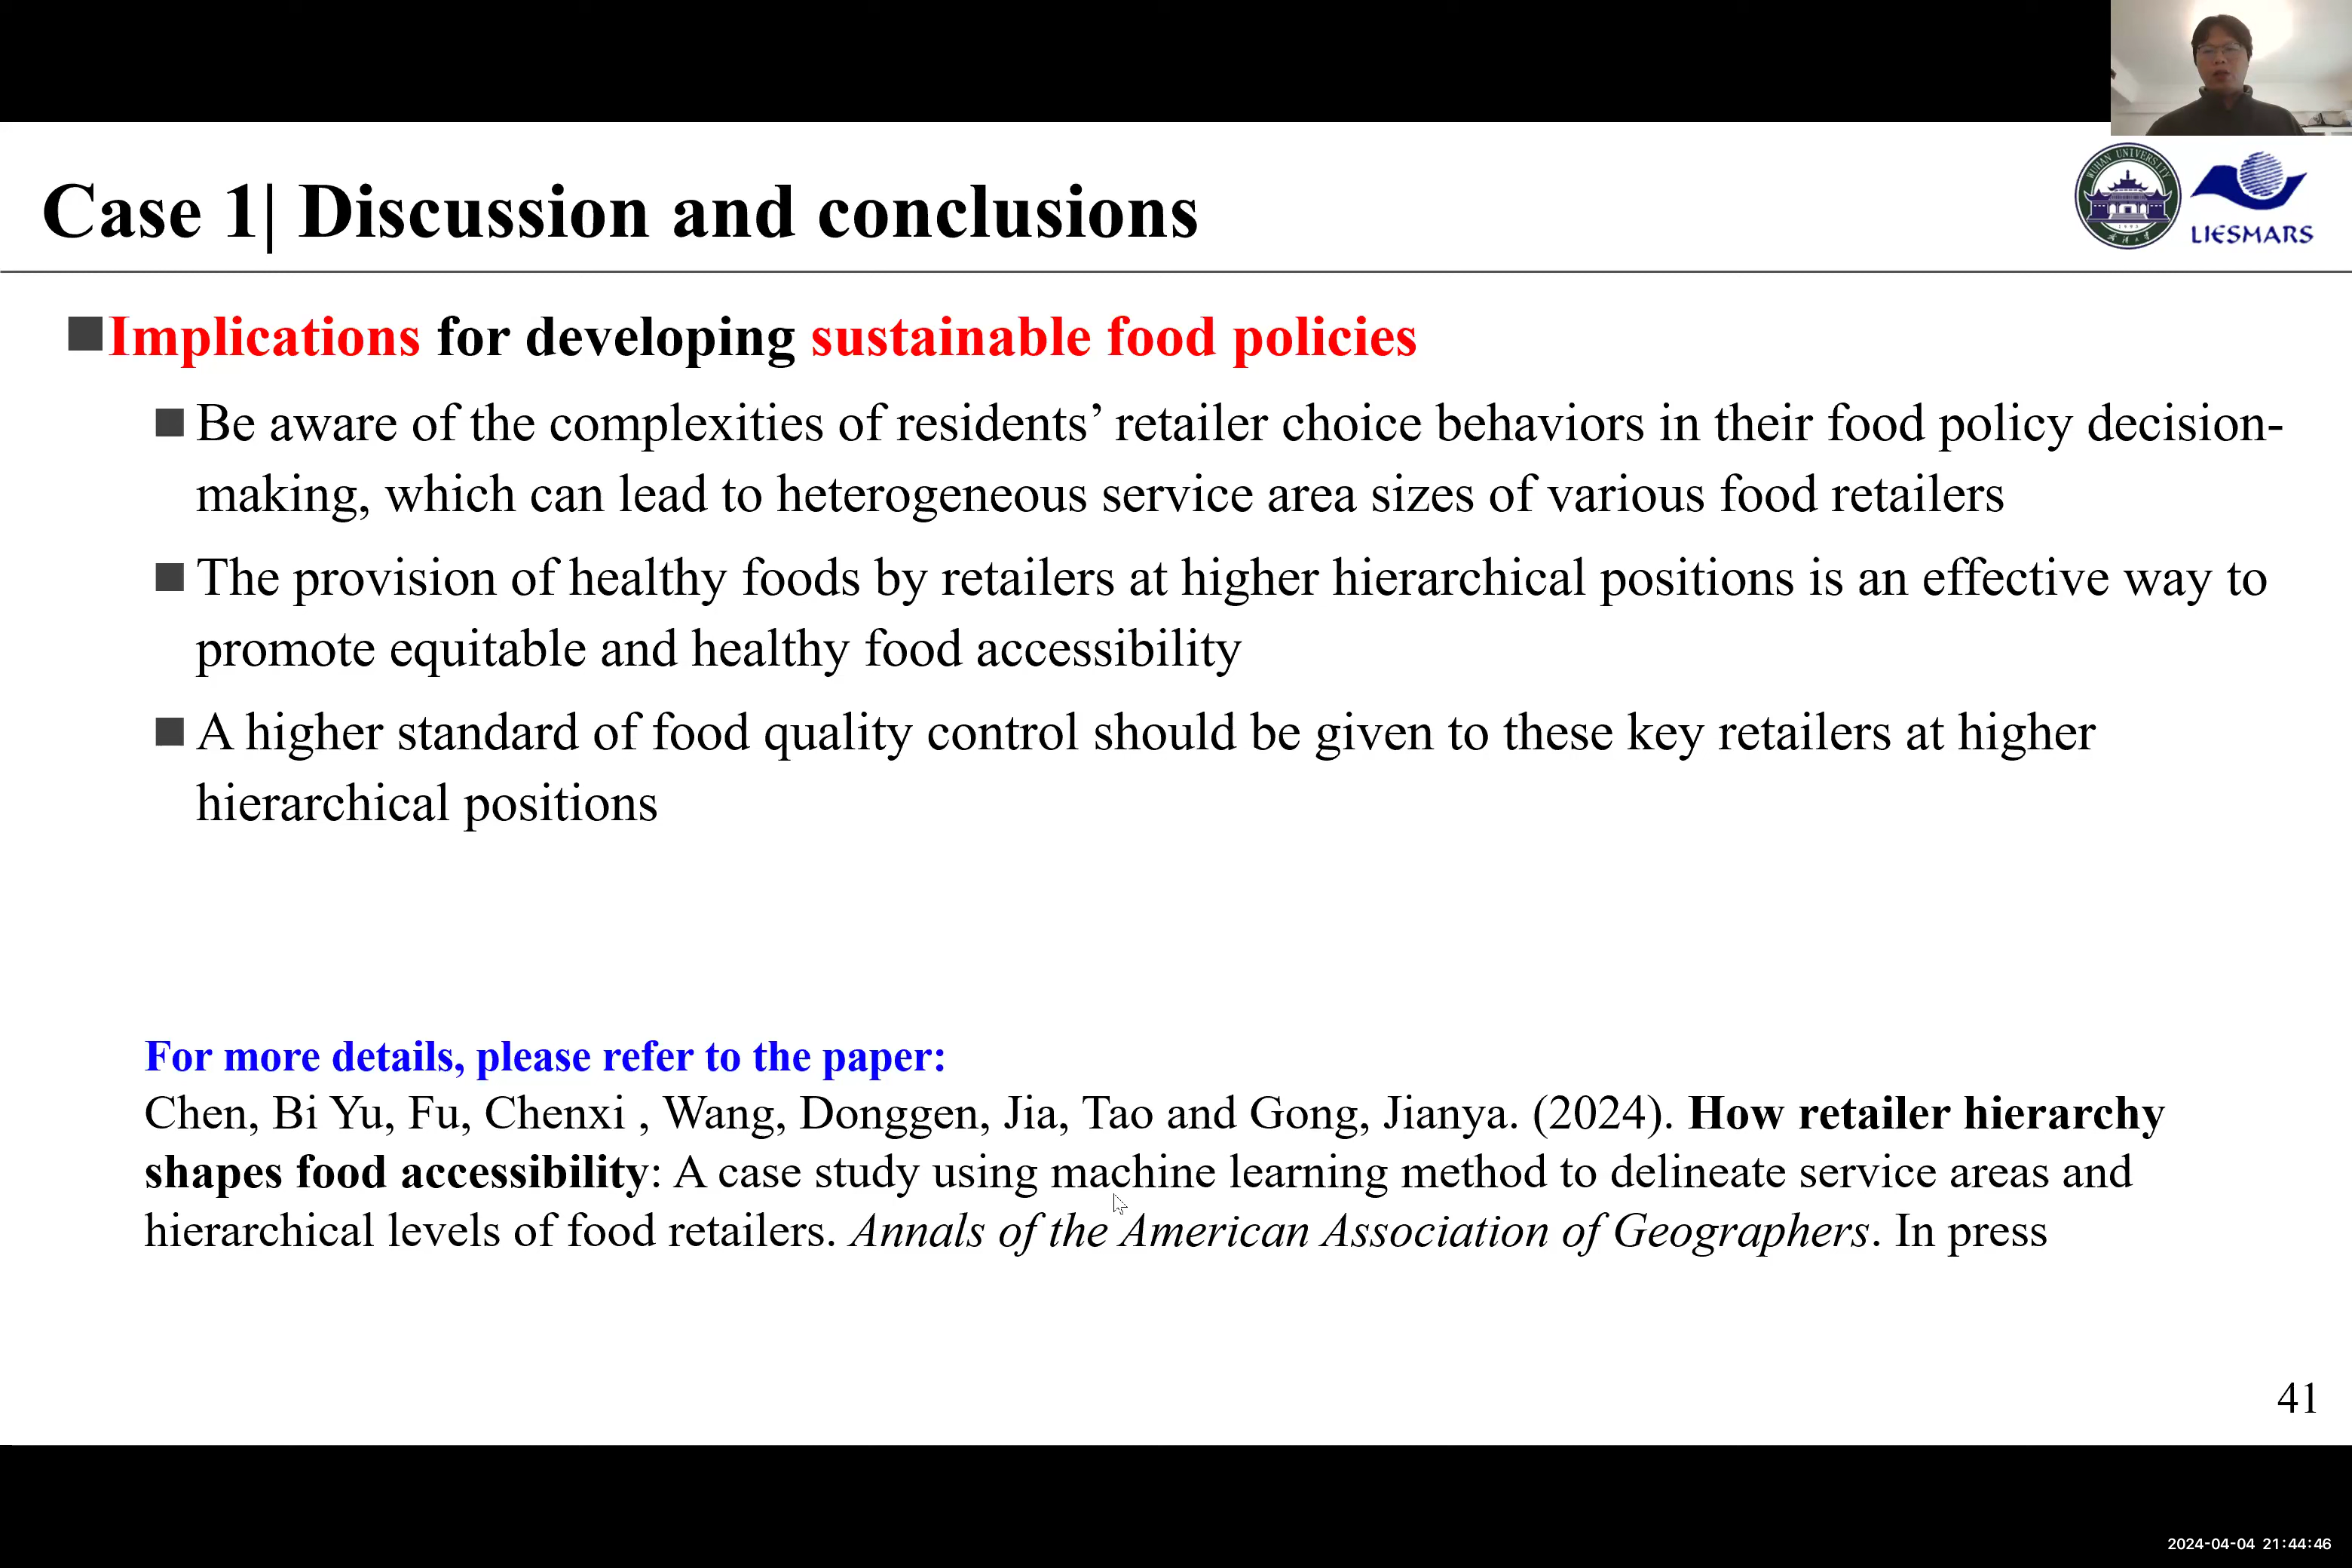 Case 1| Discussion and conclusions
WUHAN UNIVERSITY
1893
LIESMARS
Implications for developing sustainable food policies
Be aware of the complexities of residents’ retailer choice behaviors in their food policy decision-
making, which can lead to heterogeneous service area sizes of various food retailers
The provision of healthy foods by retailers at higher hierarchical positions is an effective way to
promote equitable and healthy food accessibility
A higher standard of food quality control should be given to these key retailers at higher
hierarchical positions
For more details, please refer to the paper:
Chen, Bi Yu, Fu, Chenxi , Wang, Donggen, Jia, Tao and Gong, Jianya. (2024). How retailer hierarchy
shapes food accessibility: A case study using machine learning method to delineate service areas and
hierarchical levels of food retailers. Annals of the American Association of Geographers. In press
41
2024-04-04 21:44:46